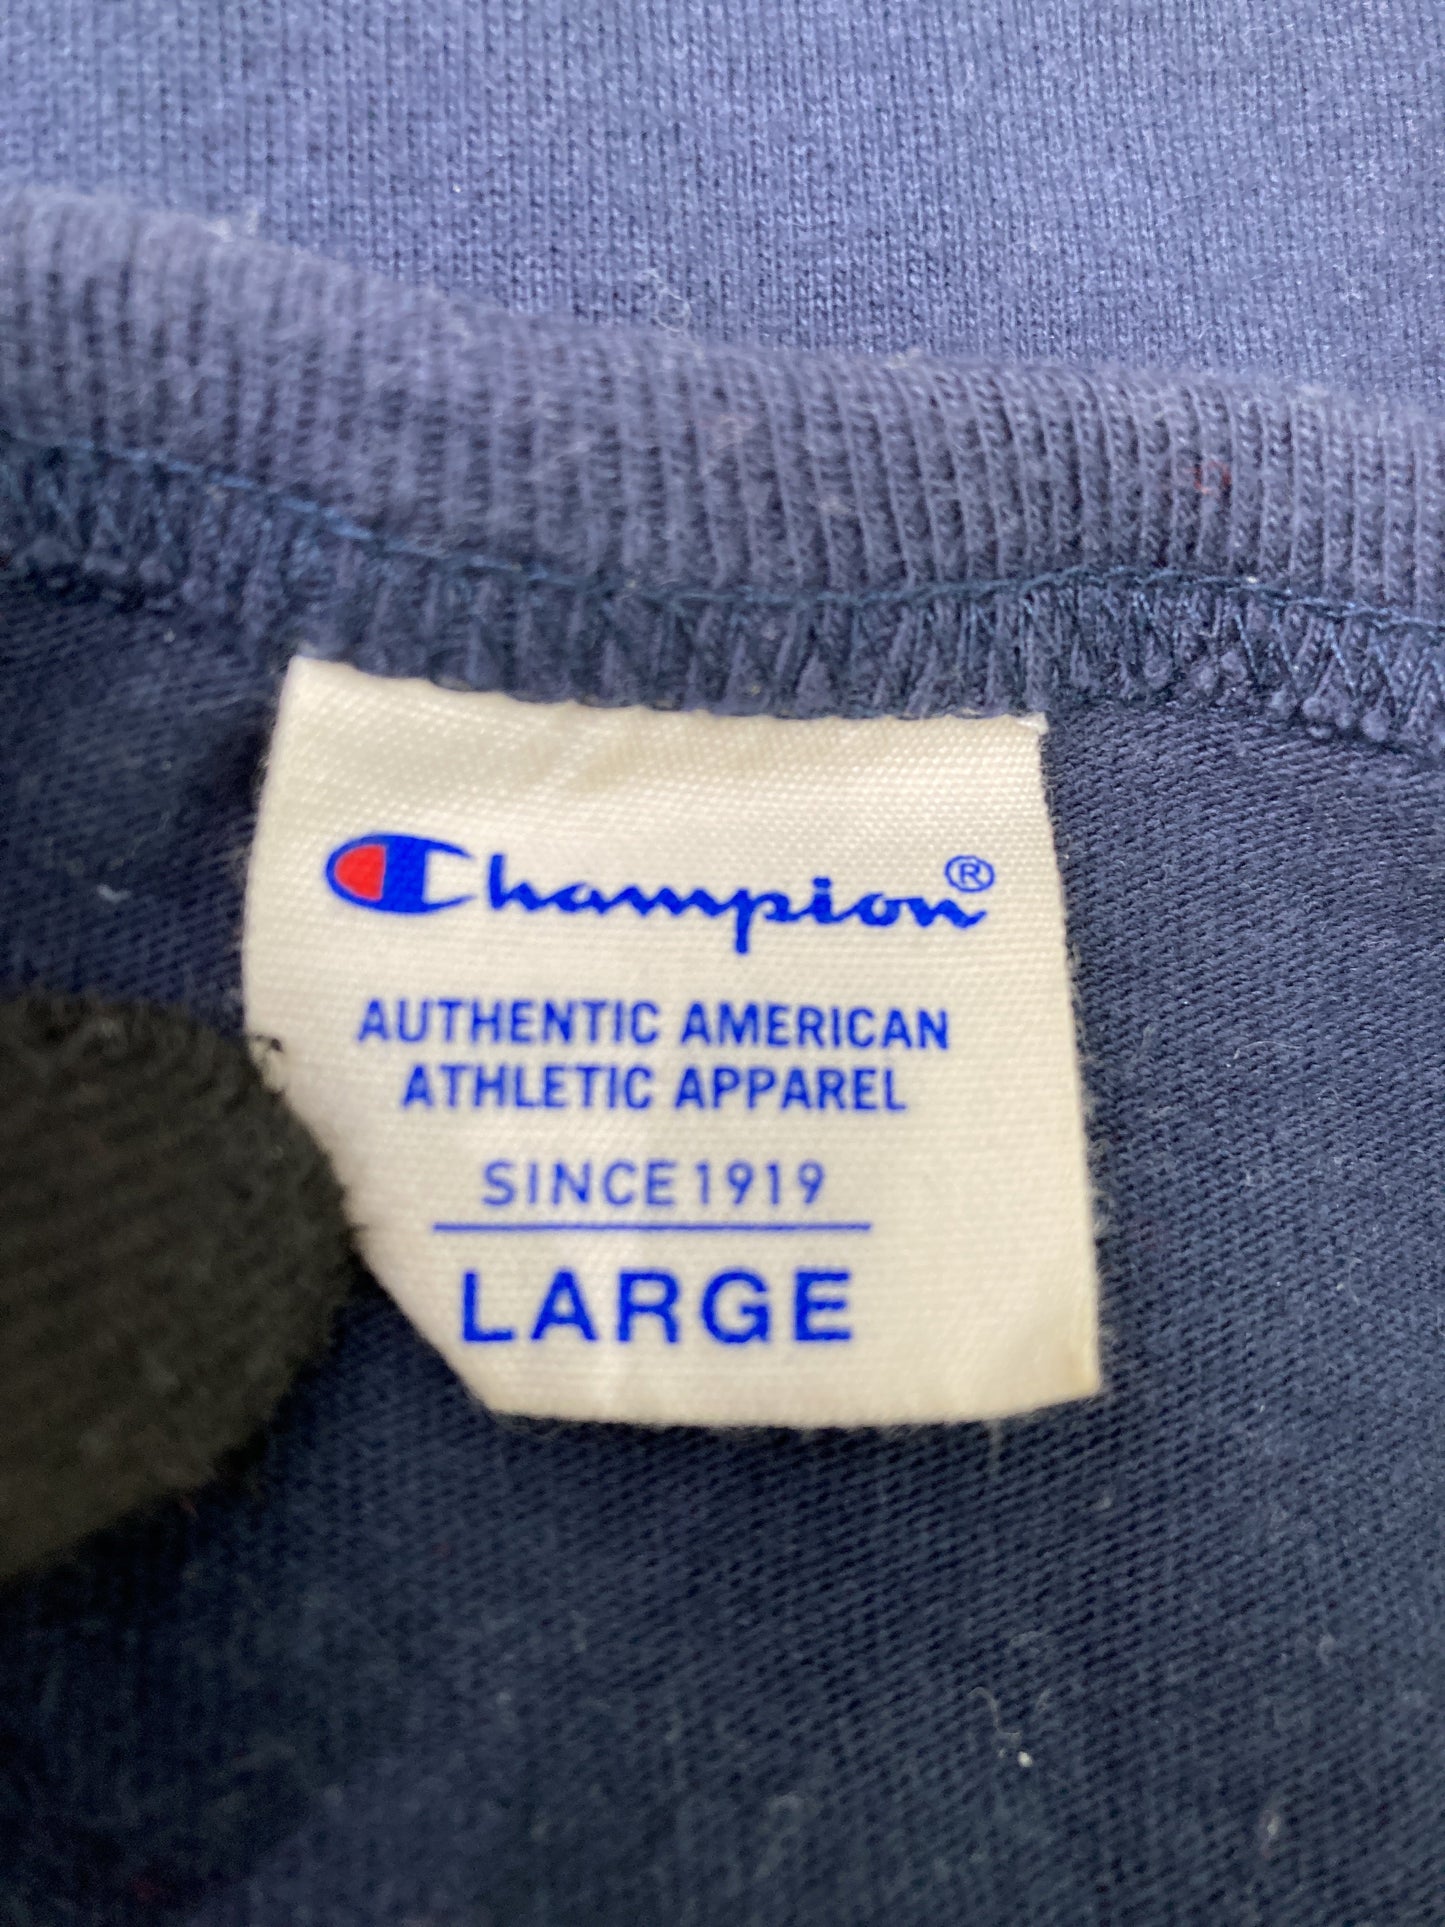 Champion®
AUTHENTIC AMERICAN
ATHLETIC APPAREL
SINCE 1919
LARGE